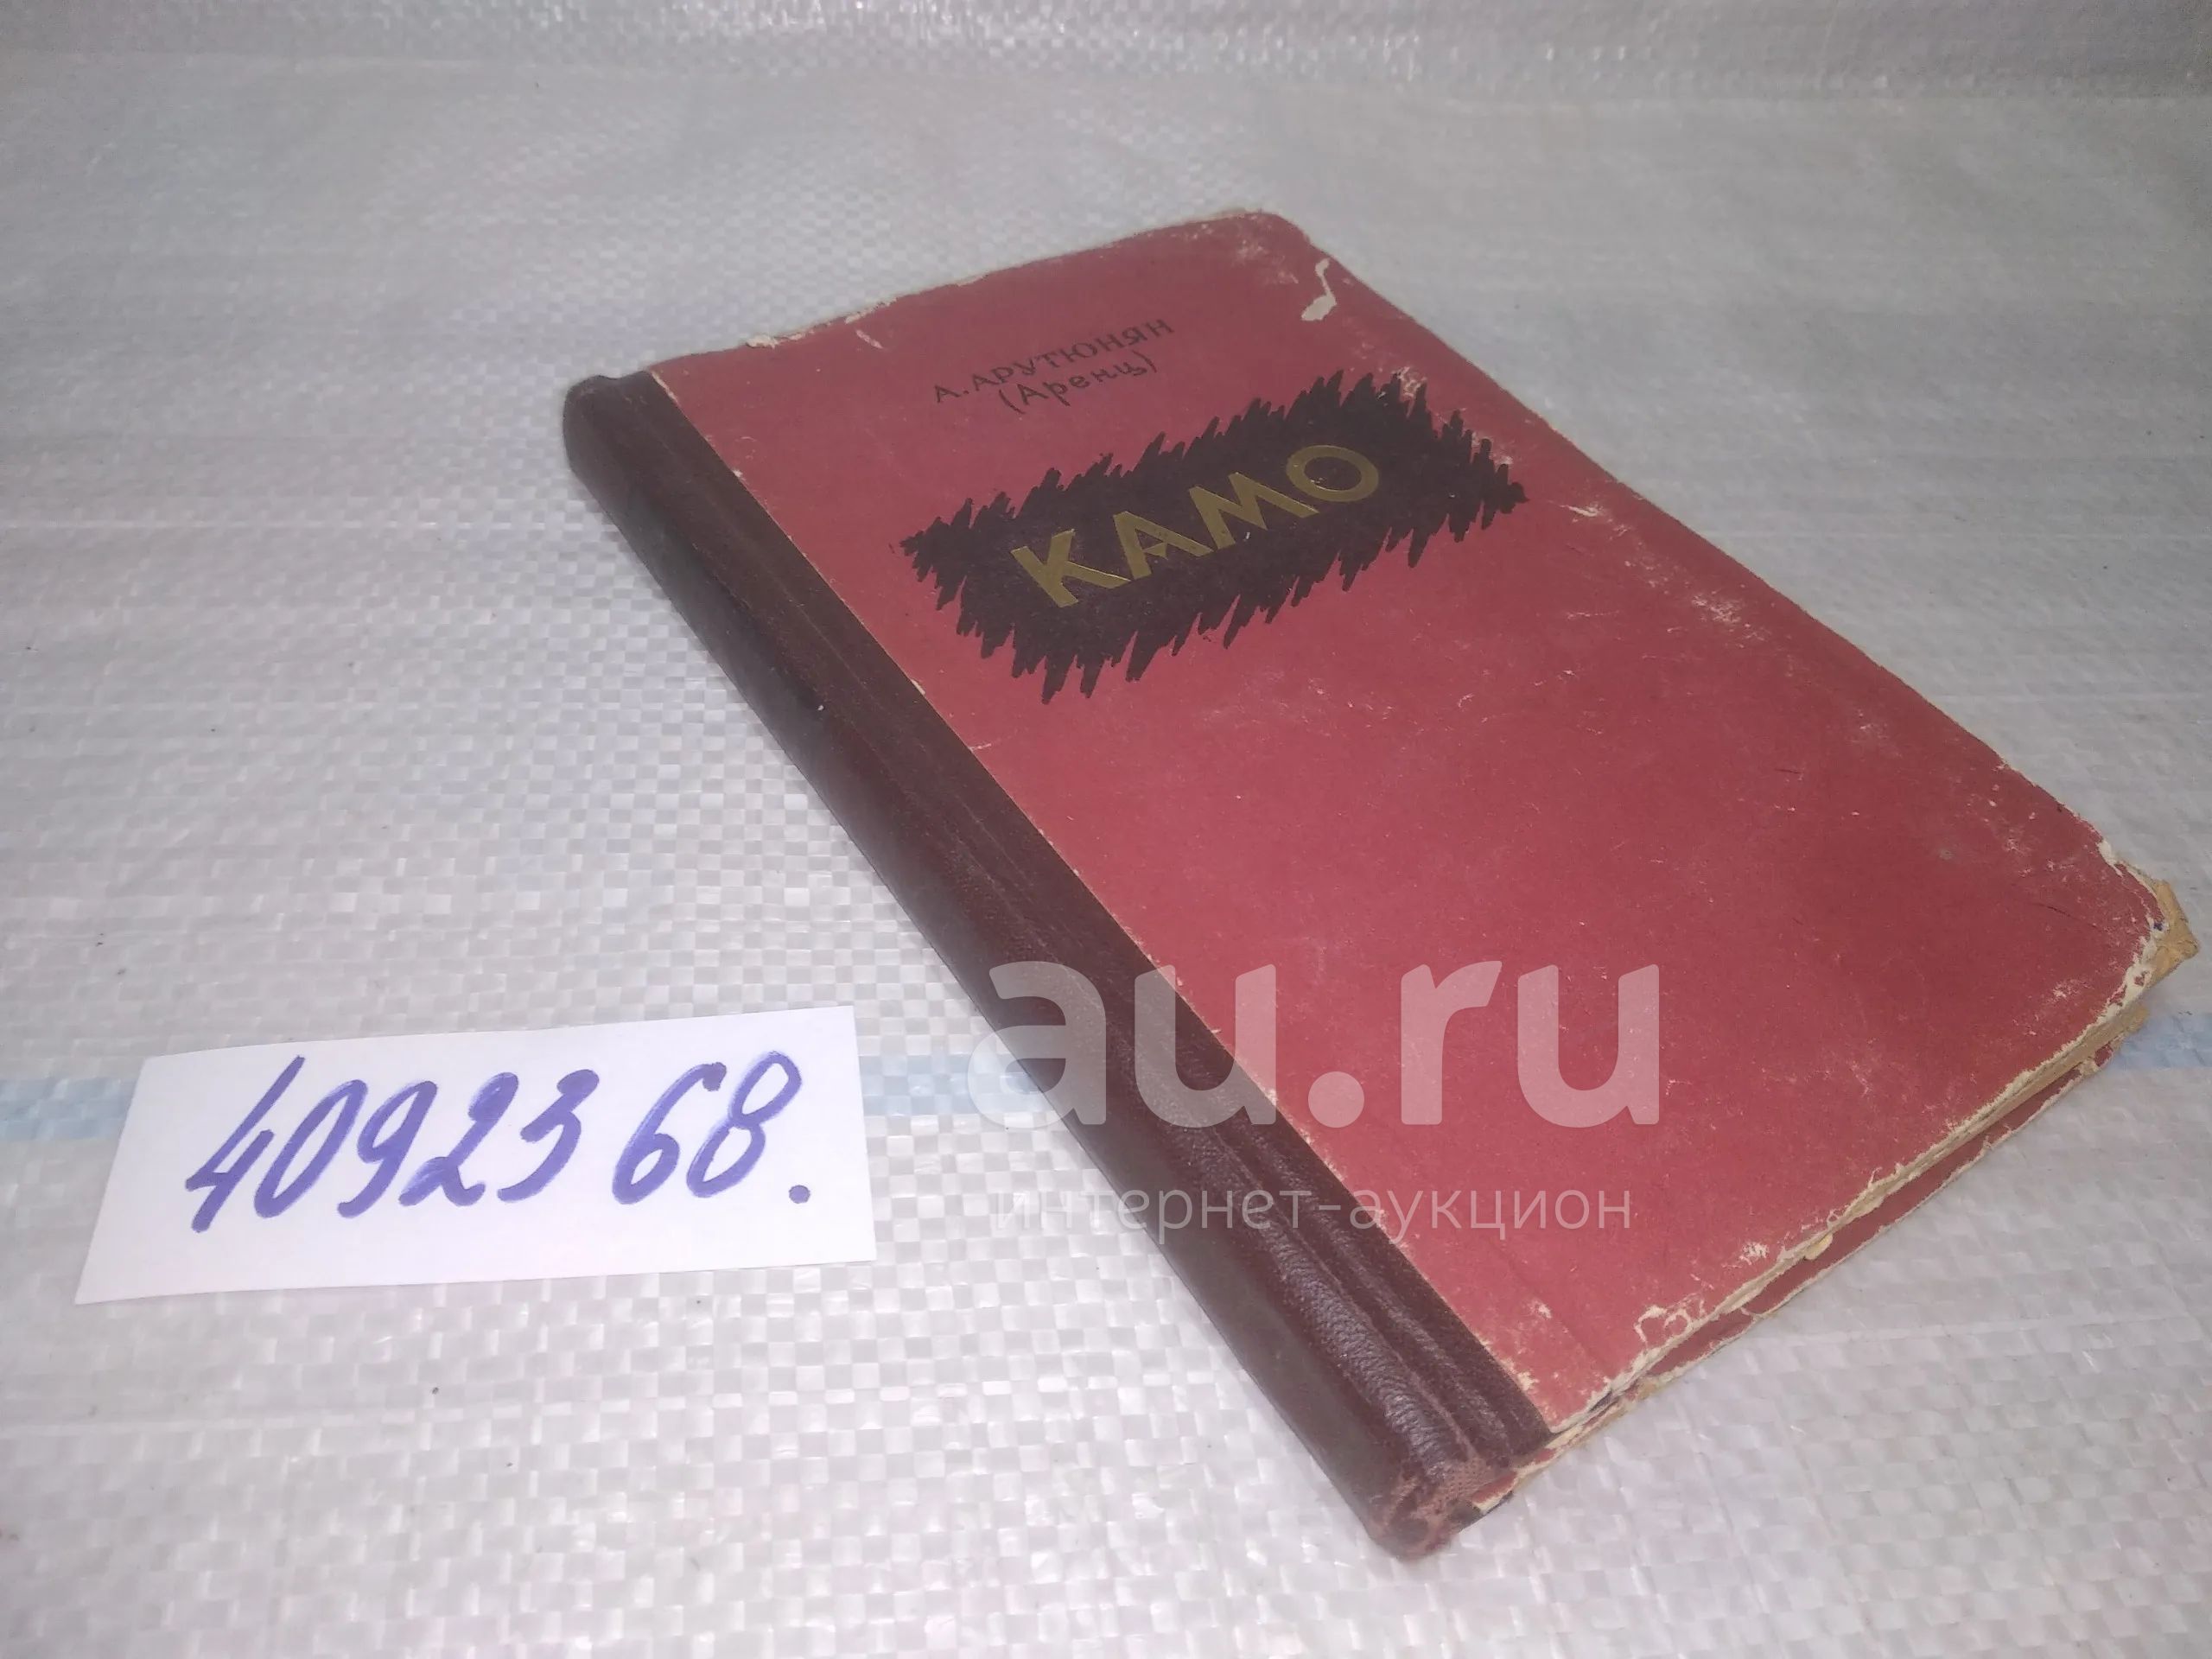 А. АРУТЮНЯН
(Аренц)
КАМО
au.ru
интернет-аукцион
4092368.